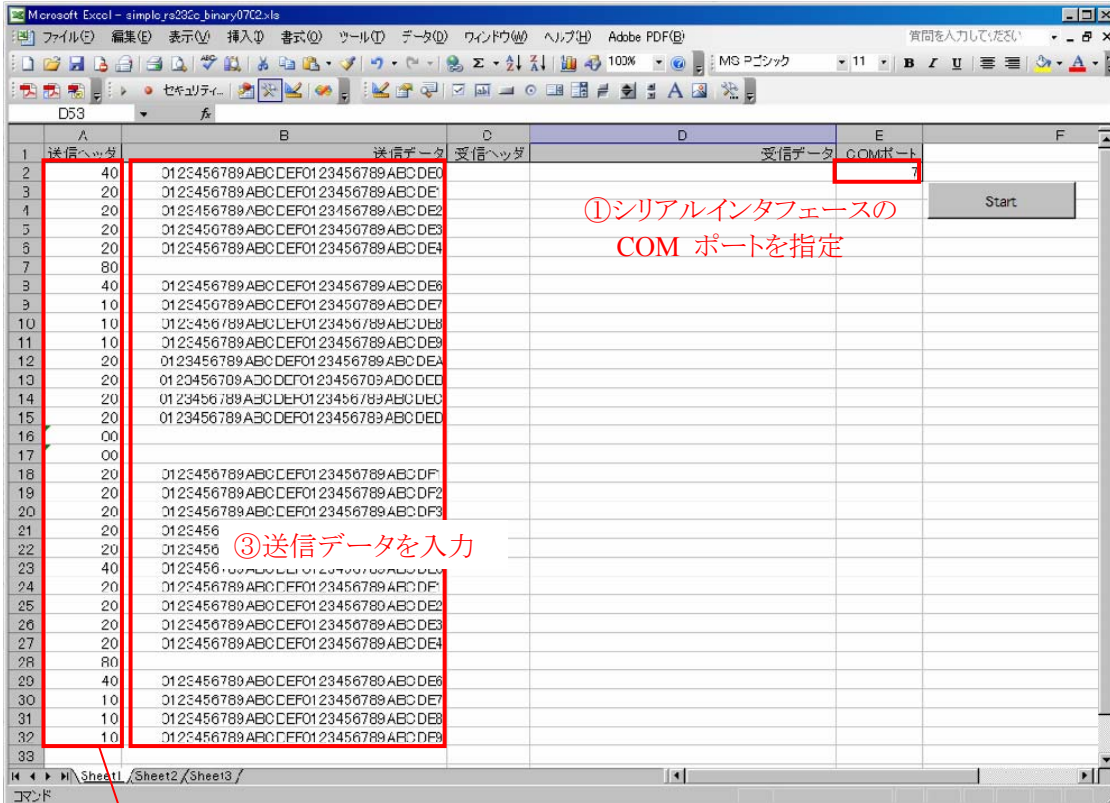 Microsoft Excel - simple_rs232c_binary0702.xls
ファイル(F) 編集(E) 表示(V) 挿入(I) 書式(O) ツール(T) データ(D) ウィンドウ(W) ヘルプ(H) Adobe PDF(B) 質問を入力してください
100% MS Pゴシック 11 B I U
セキュリティ...
D53 fx
A B C D E F
1 送信ヘッダ 送信データ 受信ヘッダ 受信データ COMポート
2 40 0123456789ABCDEF0123456789ABCDE0 7
3 20 0123456789ABCDEF0123456789ABCDE1
Start
4 20 0123456789ABCDEF0123456789ABCDE2
①シリアルインタフェースの
COM ポートを指定
5 20 0123456789ABCDEF0123456789ABCDE3
6 20 0123456789ABCDEF0123456789ABCDE4
7 80
8 40 0123456789ABCDEF0123456789ABCDE6
9 10 0123456789ABCDEF0123456789ABCDE7
10 10 0123456789ABCDEF0123456789ABCDE8
11 10 0123456789ABCDEF0123456789ABCDE9
12 20 0123456789ABCDEF0123456789ABCDEA
13 20 0123456789ABCDEF0123456789ABCDEB
14 20 0123456789ABCDEF0123456789ABCDEC
15 20 0123456789ABCDEF0123456789ABCDED
16 00
17 00
18 20 0123456789ABCDEF0123456789ABCDF1
19 20 0123456789ABCDEF0123456789ABCDF2
20 20 0123456789ABCDEF0123456789ABCDF3
21 20 0123456
22 20 0123456
③送信データを入力
23 40 0123456789ABCDEF0123456789ABCDE0
24 20 0123456789ABCDEF0123456789ABCDE1
25 20 0123456789ABCDEF0123456789ABCDE2
26 20 0123456789ABCDEF0123456789ABCDE3
27 20 0123456789ABCDEF0123456789ABCDE4
28 80
29 40 0123456789ABCDEF0123456789ABCDE6
30 10 0123456789ABCDEF0123456789ABCDE7
31 10 0123456789ABCDEF0123456789ABCDE8
32 10 0123456789ABCDEF0123456789ABCDE9
33
Sheet1 Sheet2 Sheet3
コマンド